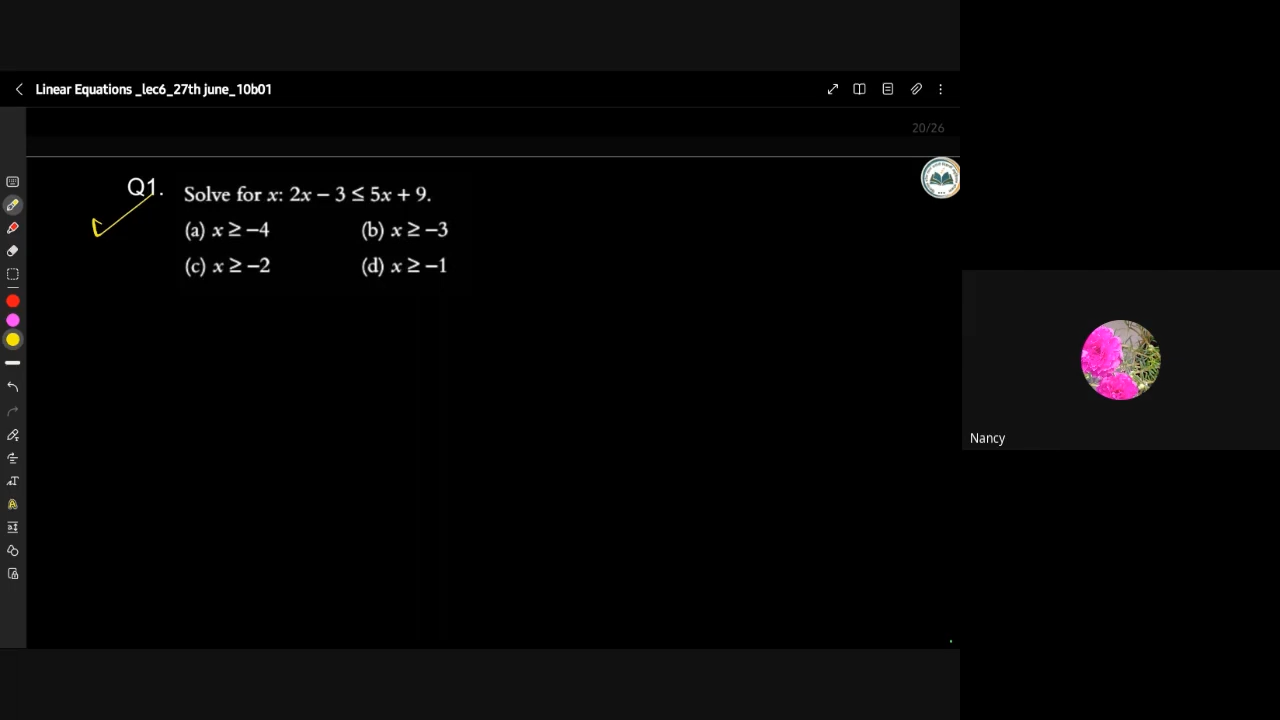 Linear Equations _lec6_27th june_10b01
20/26
Q1. Solve for x: 2x − 3 ≤ 5x + 9.
(a) x ≥ −4 (b) x ≥ −3
(c) x ≥ −2 (d) x ≥ −1
Nancy